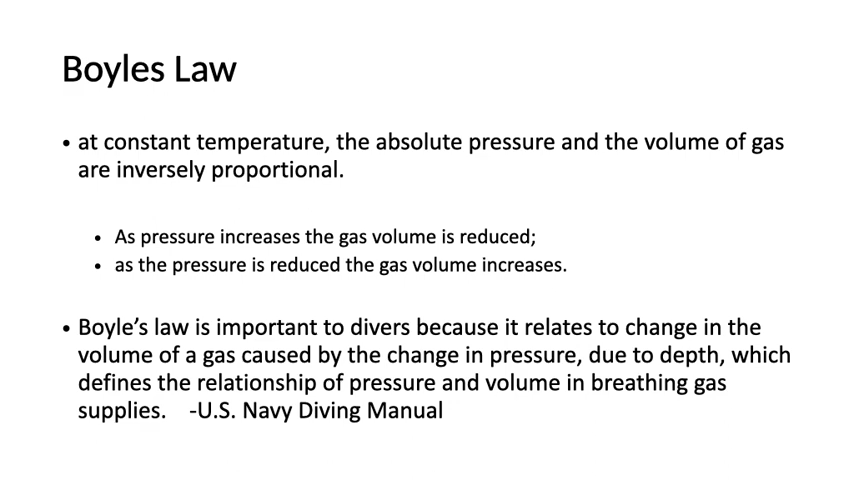 Boyles Law
• at constant temperature, the absolute pressure and the volume of gas
are inversely proportional.
• As pressure increases the gas volume is reduced;
• as the pressure is reduced the gas volume increases.
• Boyle’s law is important to divers because it relates to change in the
volume of a gas caused by the change in pressure, due to depth, which
defines the relationship of pressure and volume in breathing gas
supplies.    -U.S. Navy Diving Manual